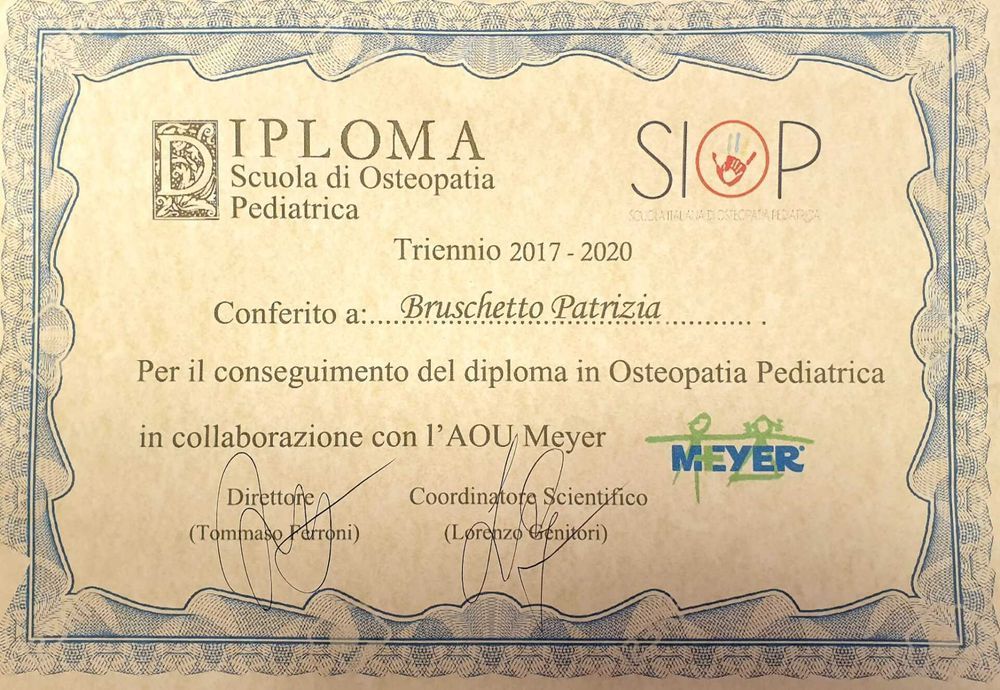 DIPLOMA
Scuola di Osteopatia
Pediatrica
SIOP
SCUOLA ITALIANA DI OSTEOPATIA PEDIATRICA
Triennio 2017 - 2020
Conferito a:.... Bruschetto Patrizia ............... .
Per il conseguimento del diploma in Osteopatia Pediatrica
in collaborazione con l'AOU Meyer
MEYER
Direttore Coordinatore Scientifico
(Tommaso Ferroni) (Lorenzo Genitori)